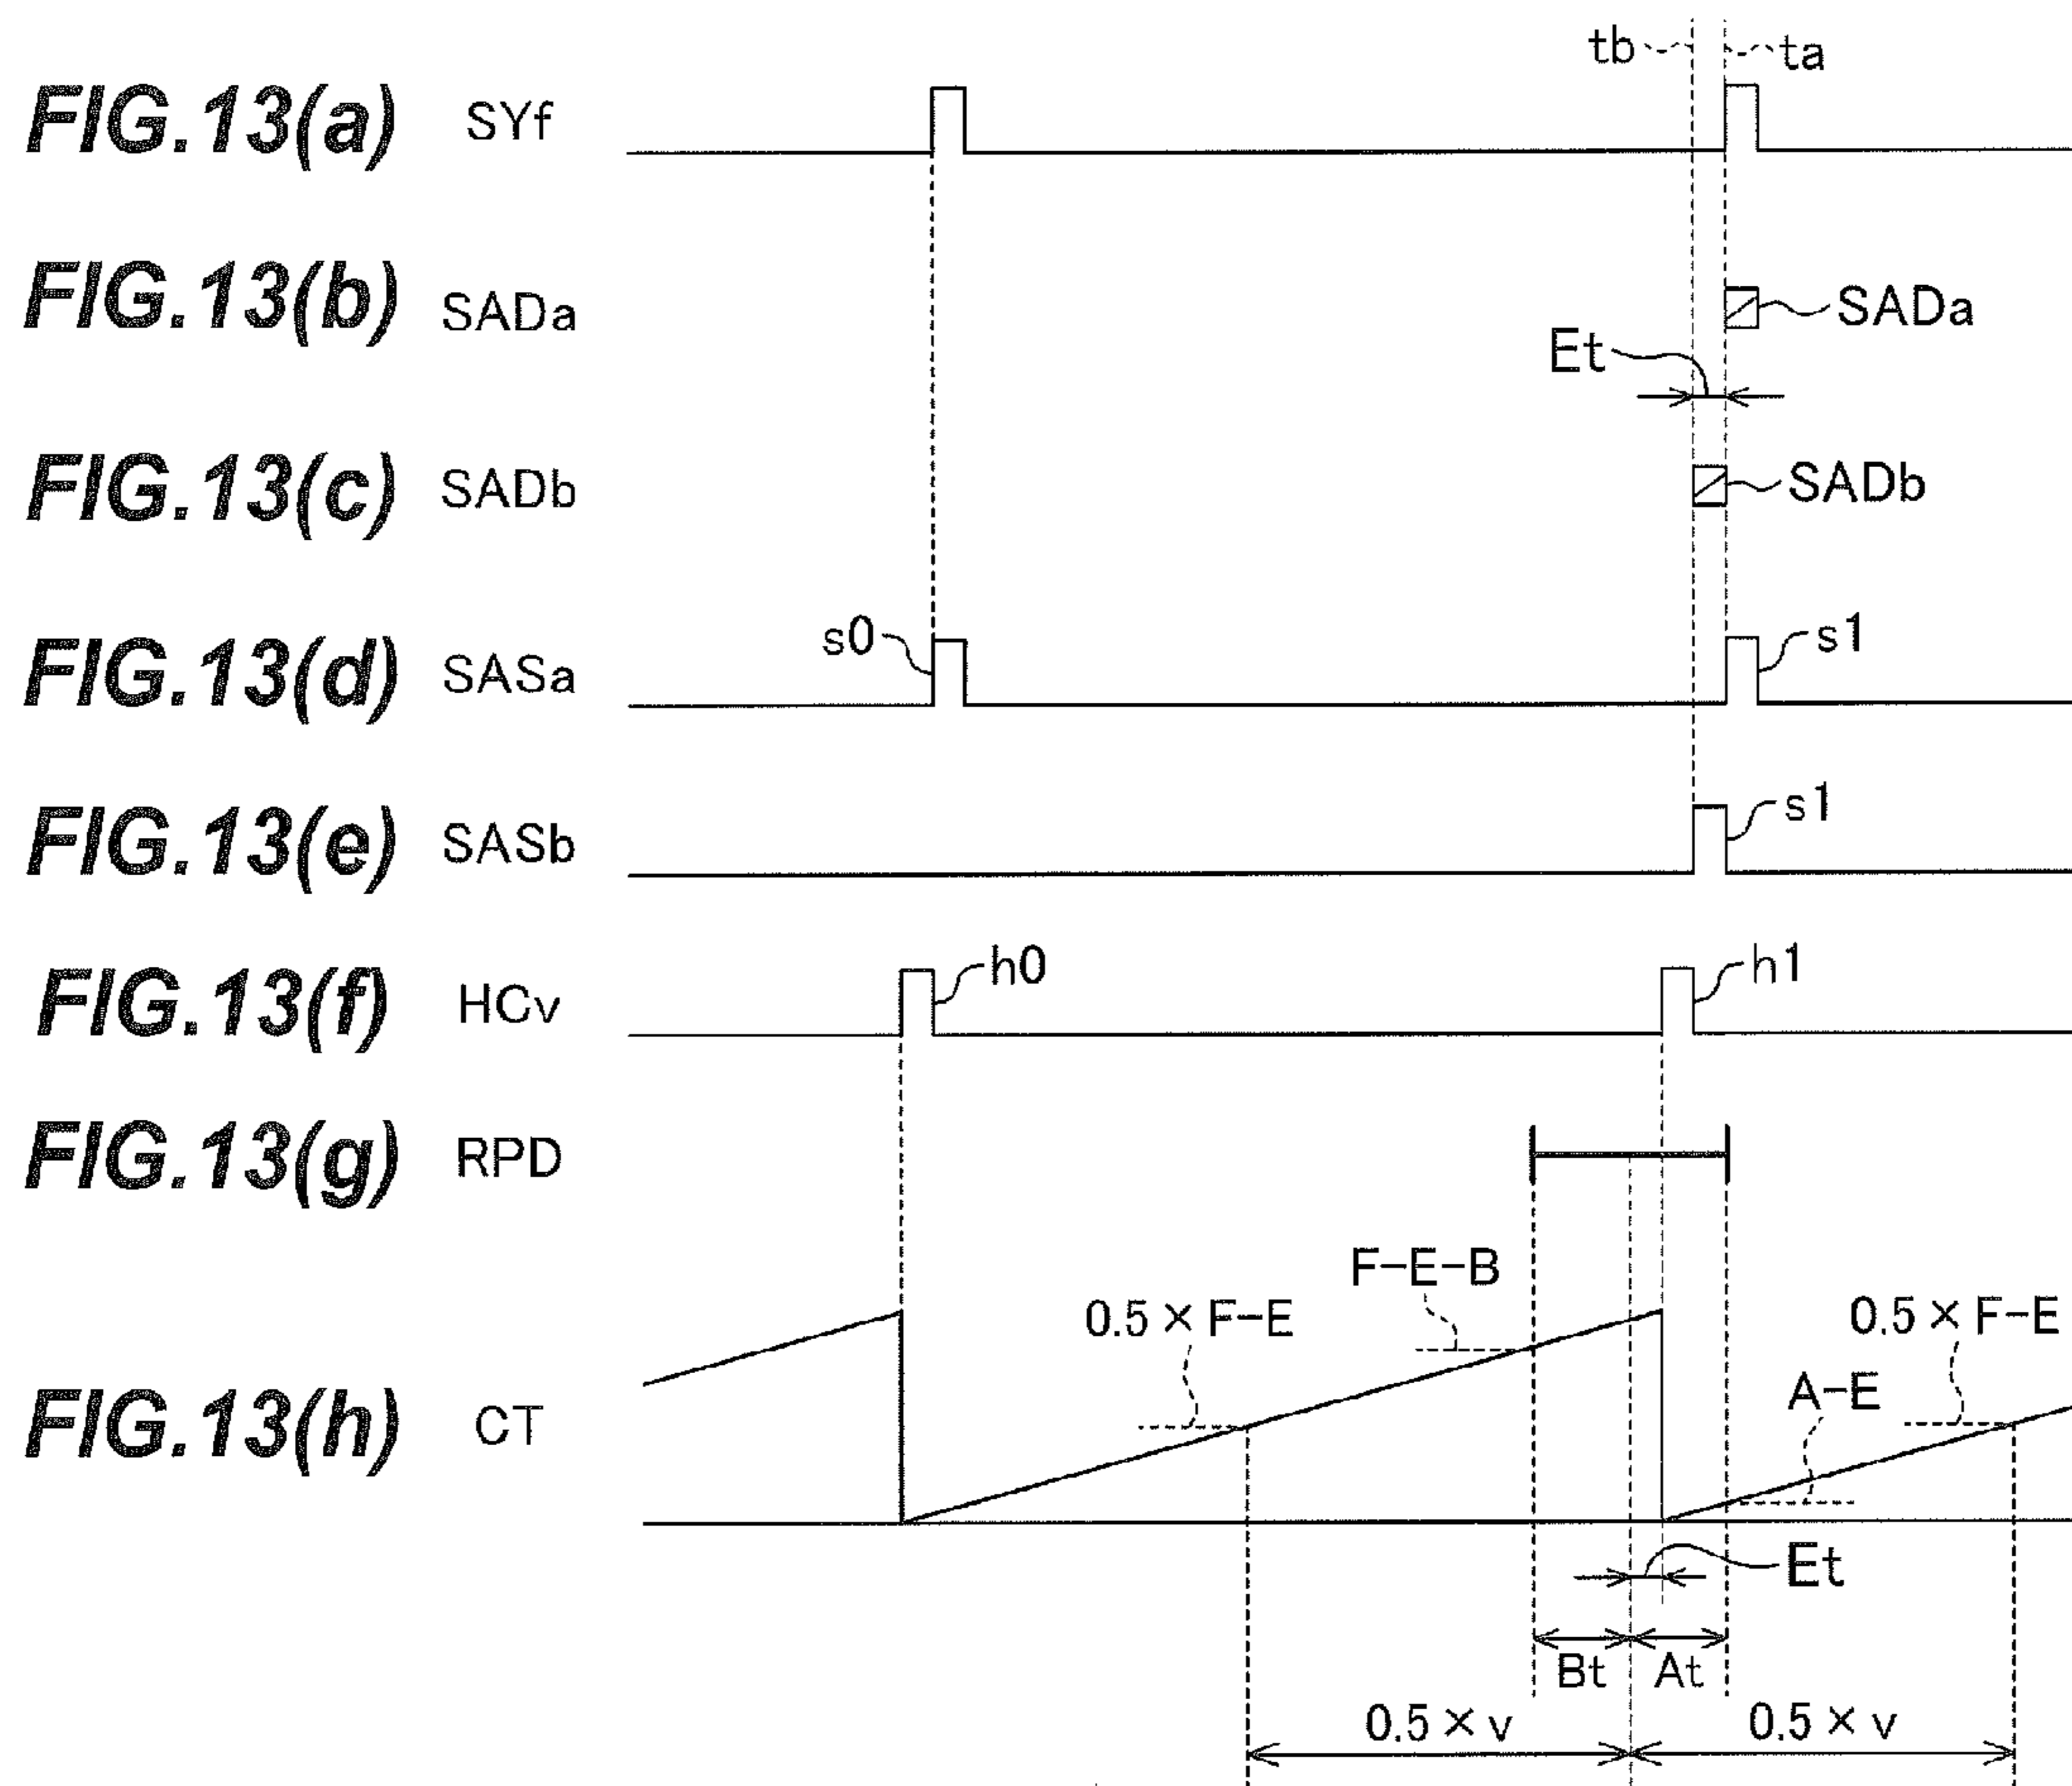 tb ta
FIG.13(a) SYf
FIG.13(b) SADa SADa
Et
FIG.13(c) SADb SADb
FIG.13(d) SASa s0 s1
FIG.13(e) SASb s1
FIG.13(f) HCv h0 h1
FIG.13(g) RPD
F-E-B
0.5 × F-E 0.5 × F-E
A-E
FIG.13(h) CT
Et
Bt At
0.5 × v 0.5 × v